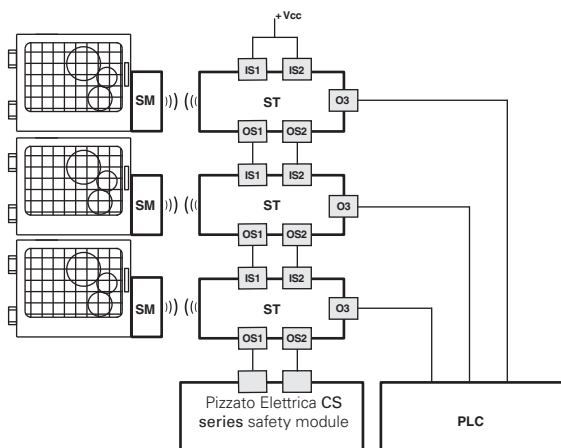 + Vcc
IS1 IS2
SM ))) ((( ST O3
OS1 OS2
IS1 IS2
SM ))) ((( ST O3
OS1 OS2
IS1 IS2
SM ))) ((( ST O3
OS1 OS2
Pizzato Elettrica CS
series safety module
PLC